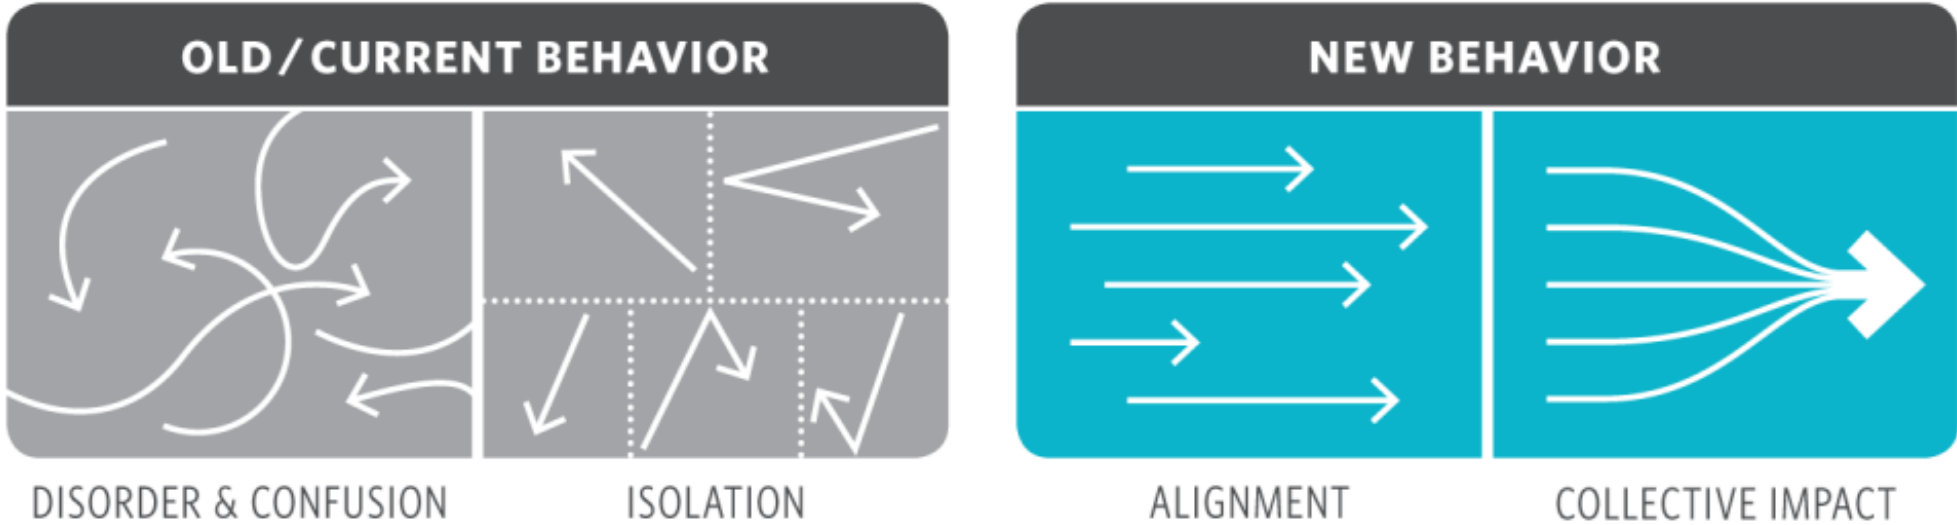 OLD / CURRENT BEHAVIOR
NEW BEHAVIOR
DISORDER & CONFUSION
ISOLATION
ALIGNMENT
COLLECTIVE IMPACT